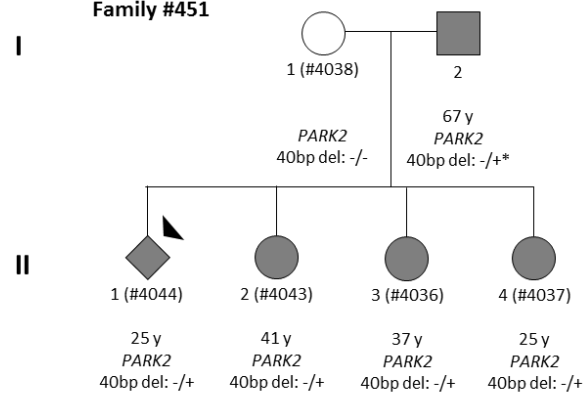 Family #451
I
1 (#4038)
2
67 y
PARK2
PARK2
40bp del: -/-
40bp del: -/+*
II
1 (#4044)
2 (#4043)
3 (#4036)
4 (#4037)
25 y
41 y
37 y
25 y
PARK2
PARK2
PARK2
PARK2
40bp del: -/+
40bp del: -/+
40bp del: -/+
40bp del: -/+